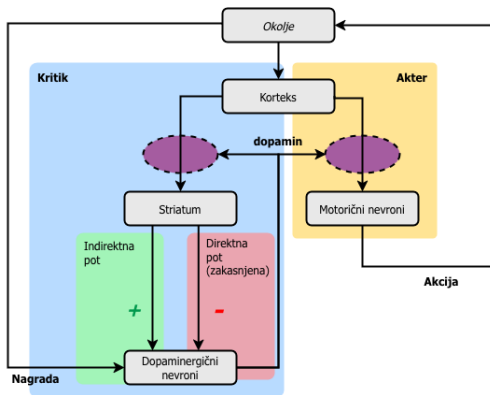 Okolje
Kritik
Akter
Korteks
dopamin
Striatum
Motorični nevroni
Indirektna
pot
Direktna
pot
(zakasnjena)
Akcija
+
-
Dopaminergični
nevroni
Nagrada